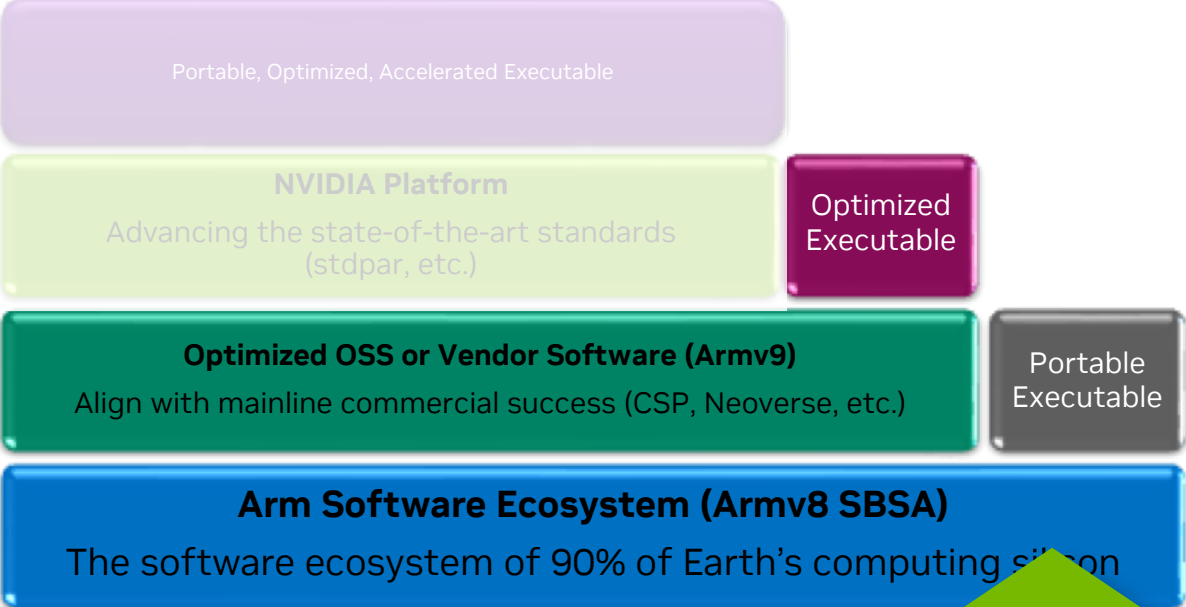 Portable, Optimized, Accelerated Executable
NVIDIA Platform
Advancing the state-of-the-art standards
(stdpar, etc.)
Optimized
Executable
Optimized OSS or Vendor Software (Armv9)
Align with mainline commercial success (CSP, Neoverse, etc.)
Portable
Executable
Arm Software Ecosystem (Armv8 SBSA)
The software ecosystem of 90% of Earth’s computing